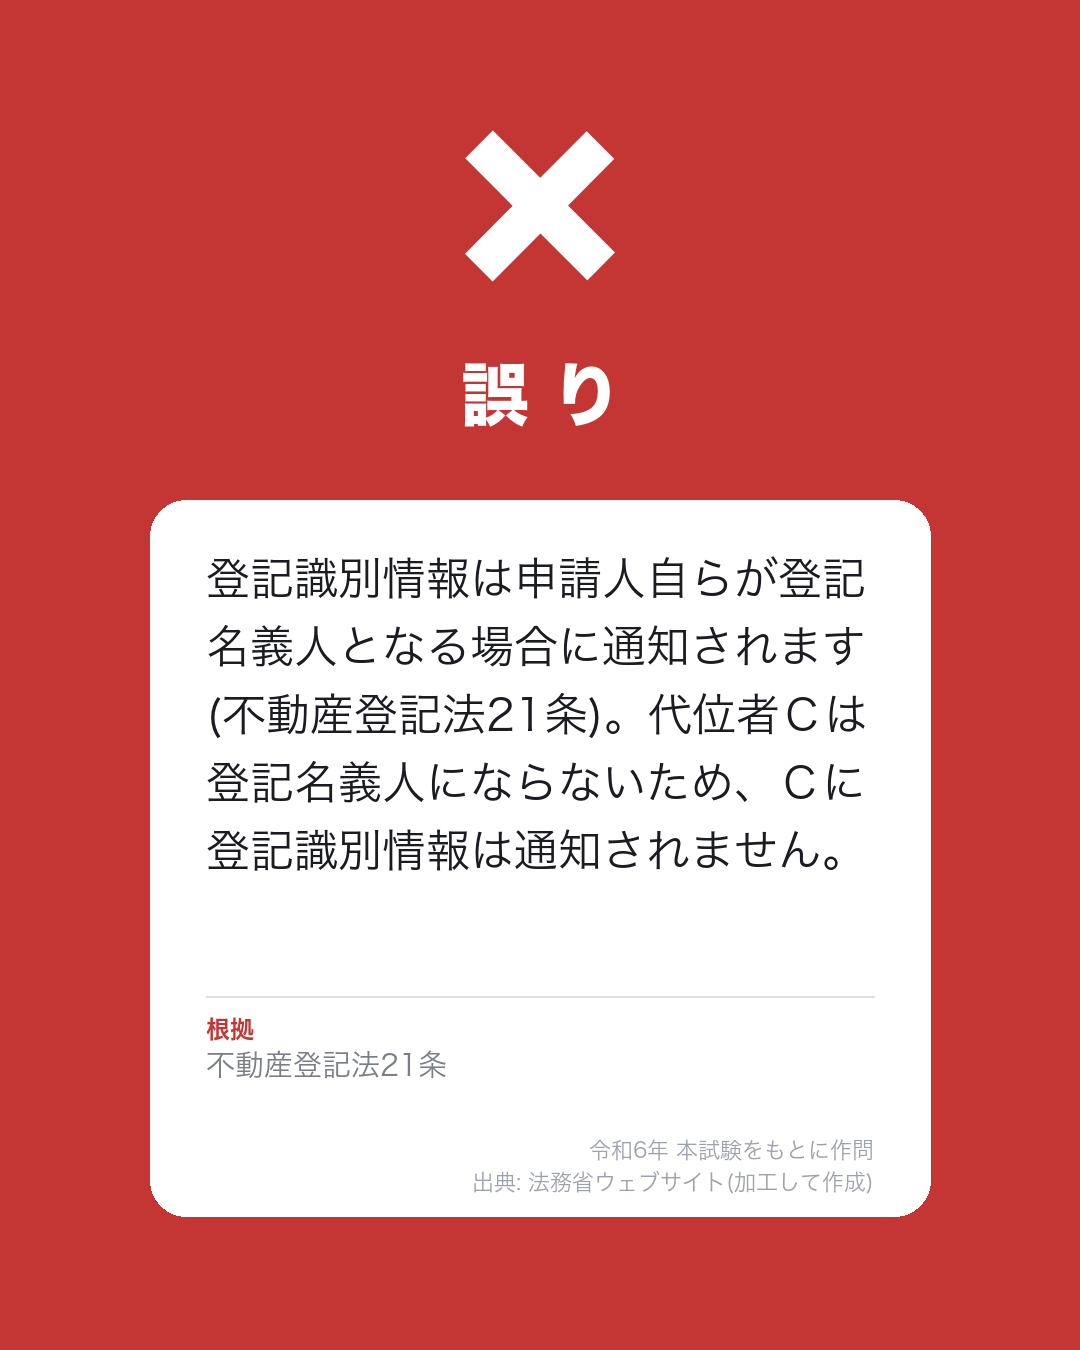 誤り
登記識別情報は申請人自らが登記
名義人となる場合に通知されます
(不動産登記法21条)。代位者Ｃは
登記名義人にならないため、Ｃに
登記識別情報は通知されません。
根拠
不動産登記法21条
令和6年 本試験をもとに作問
出典: 法務省ウェブサイト(加工して作成)